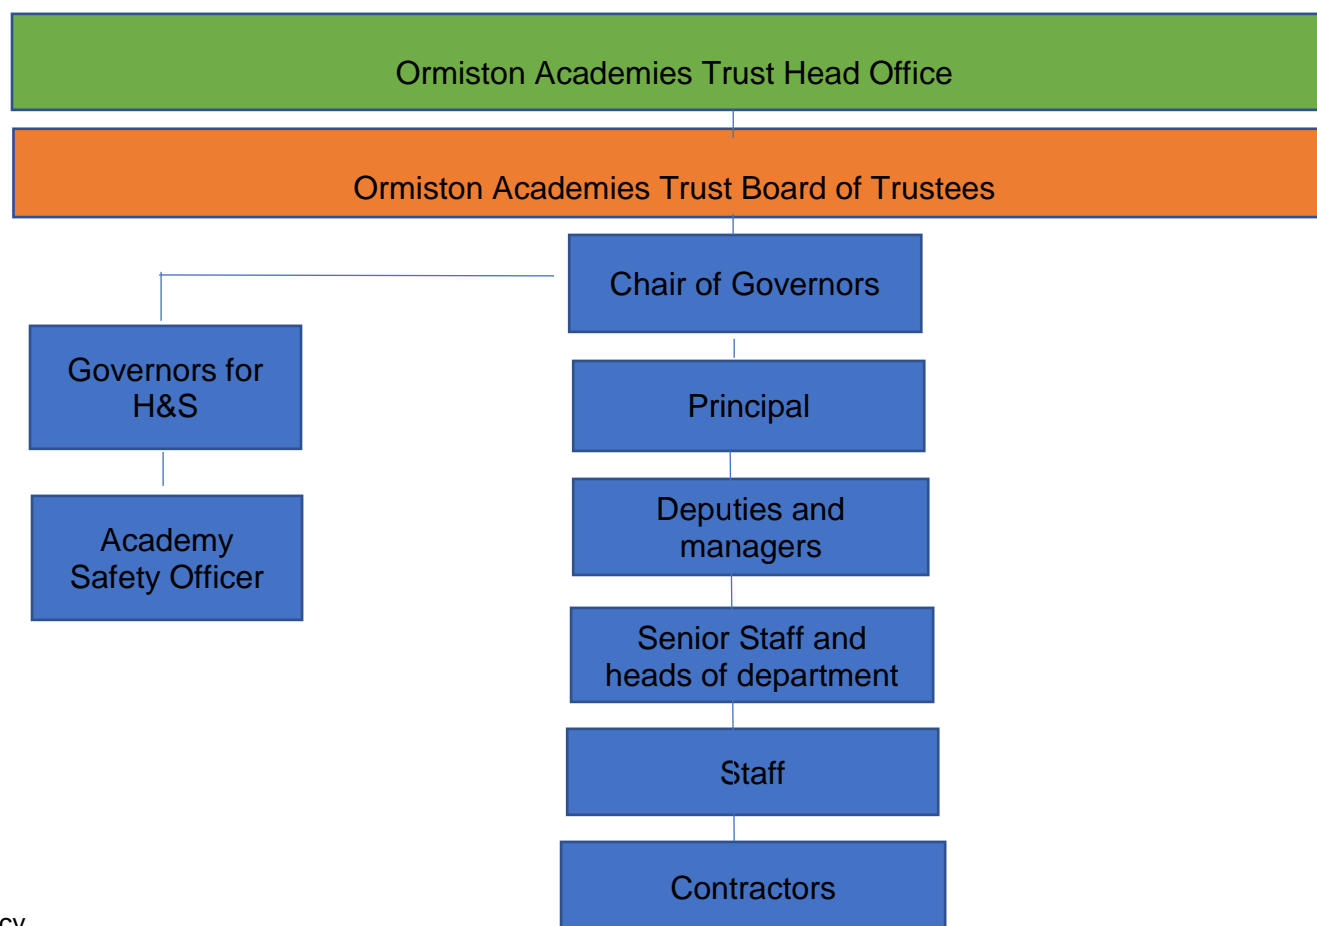 Ormiston Academies Trust Head Office
Ormiston Academies Trust Board of Trustees
Chair of Governors
Governors for
H&S
Principal
Academy
Safety Officer
Deputies and
managers
Senior Staff and
heads of department
Staff
Contractors